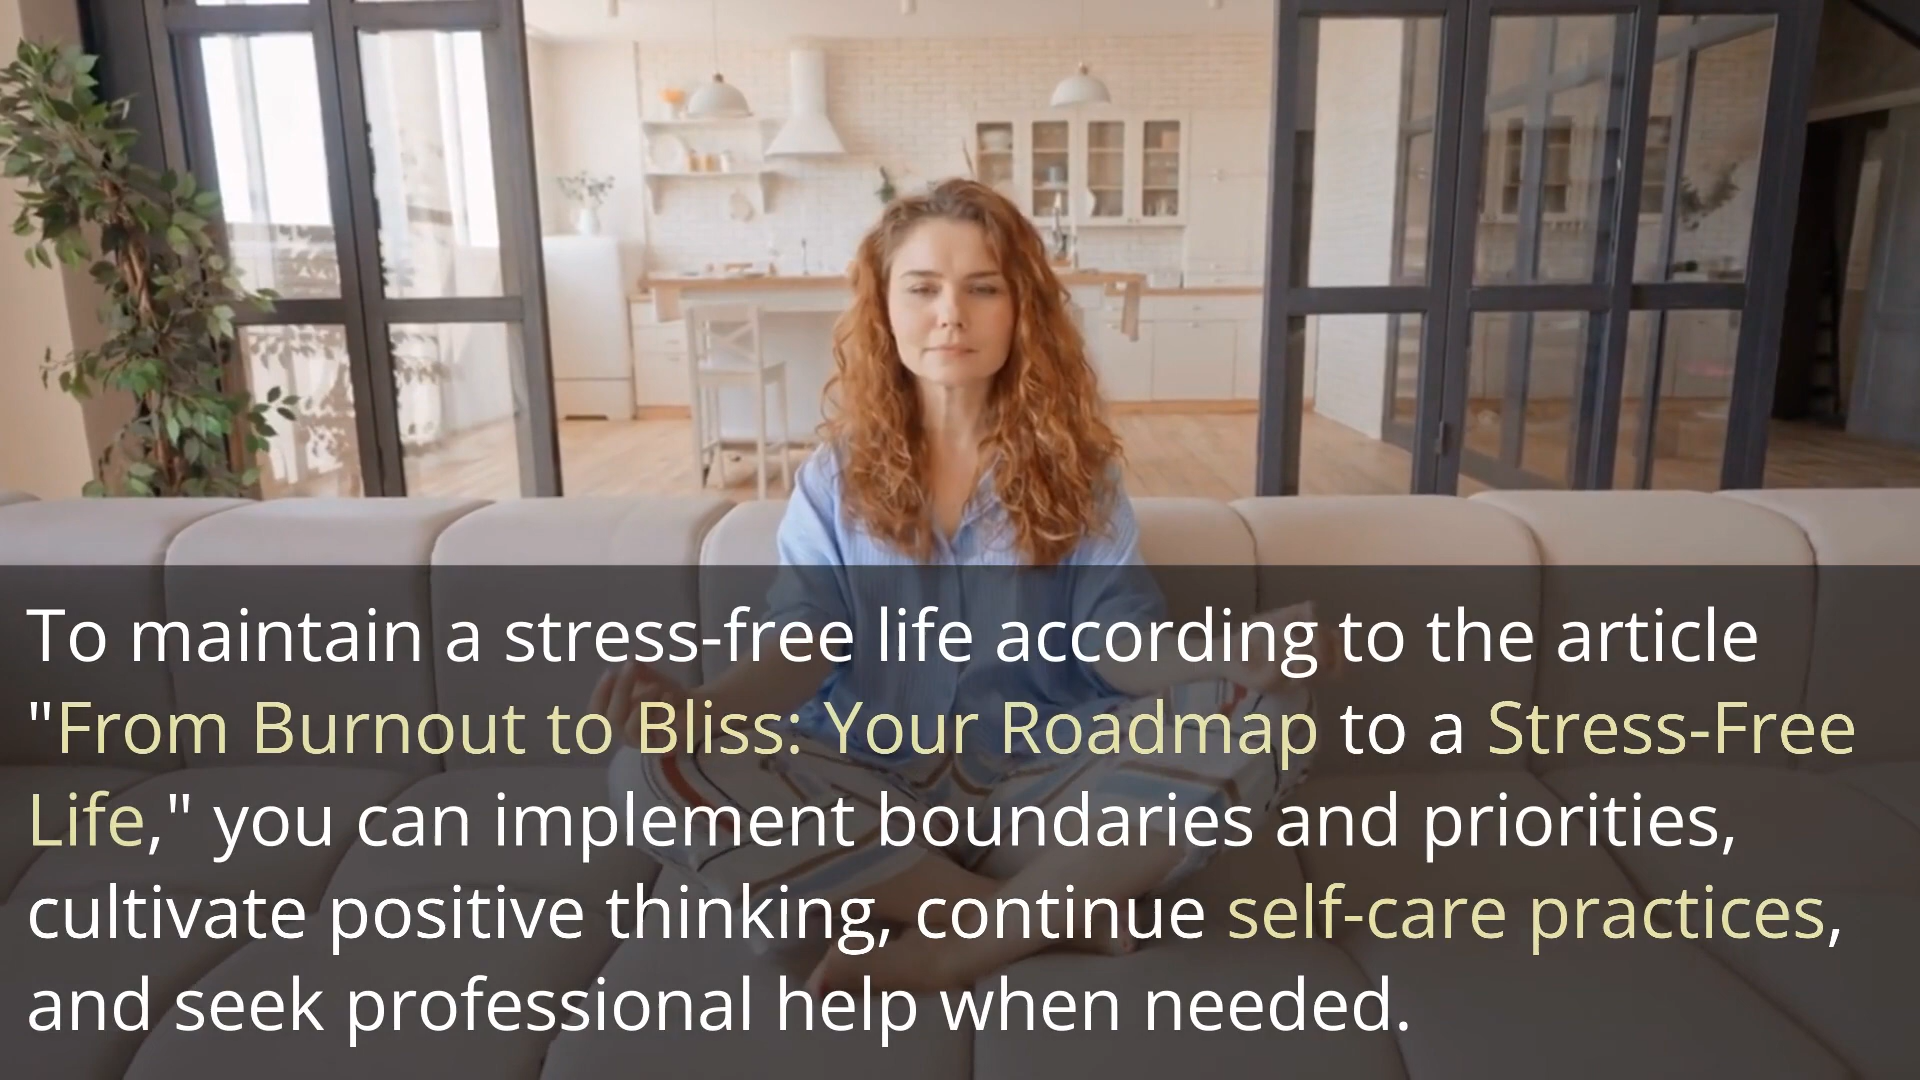 To maintain a stress-free life according to the article
"From Burnout to Bliss: Your Roadmap to a Stress-Free
Life," you can implement boundaries and priorities,
cultivate positive thinking, continue self-care practices,
and seek professional help when needed.